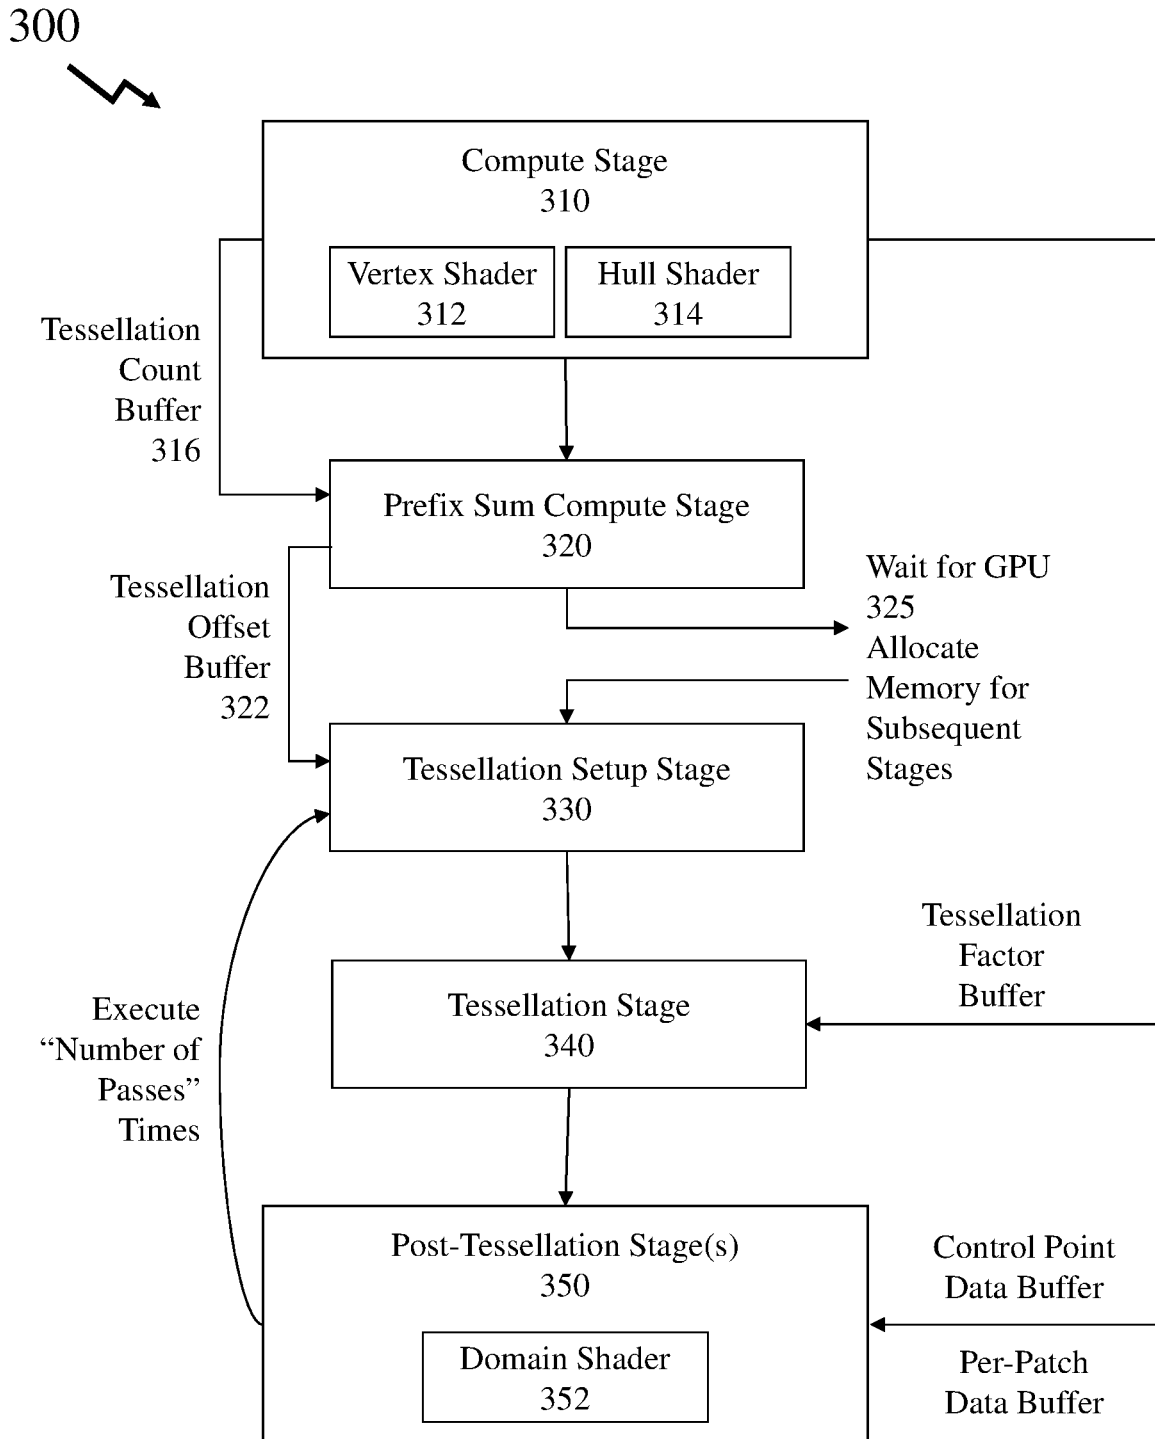 300
Compute Stage
310
Vertex Shader
312
Hull Shader
314
Tessellation
Count
Buffer
316
Prefix Sum Compute Stage
320
Tessellation
Offset
Buffer
322
Wait for GPU
325
Allocate
Memory for
Subsequent
Stages
Tessellation Setup Stage
330
Tessellation
Factor
Buffer
Tessellation Stage
340
Execute
“Number of
Passes”
Times
Post-Tessellation Stage(s)
350
Domain Shader
352
Control Point
Data Buffer
Per-Patch
Data Buffer